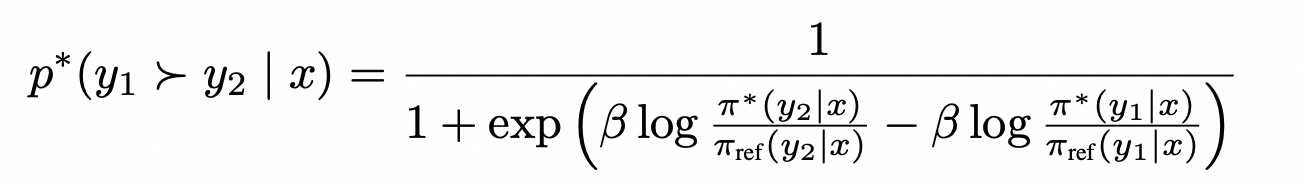 p*(y₁ ≻ y₂ | x) = 1 / (1 + exp(β log (π*(y₂|x) / π_ref(y₂|x)) − β log (π*(y₁|x) / π_ref(y₁|x))))